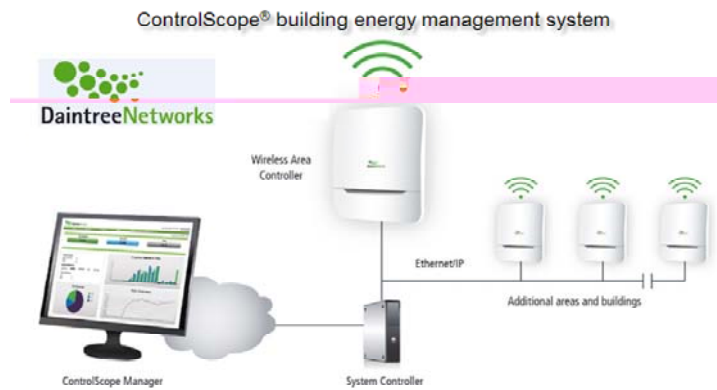 ControlScope® building energy management system
DaintreeNetworks
Wireless Area
Controller
Ethernet/IP
Additional areas and buildings
ControlScope Manager
System Controller